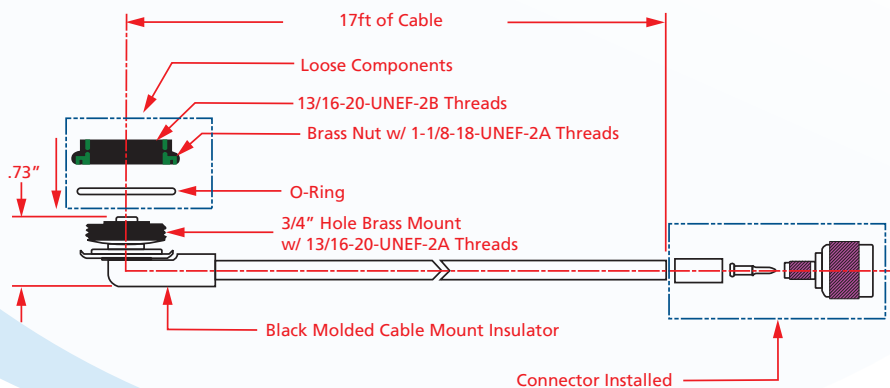 17ft of Cable
Loose Components
13/16-20-UNEF-2B Threads
Brass Nut w/ 1-1/8-18-UNEF-2A Threads
.73”
O-Ring
3/4” Hole Brass Mount
w/ 13/16-20-UNEF-2A Threads
Black Molded Cable Mount Insulator
Connector Installed